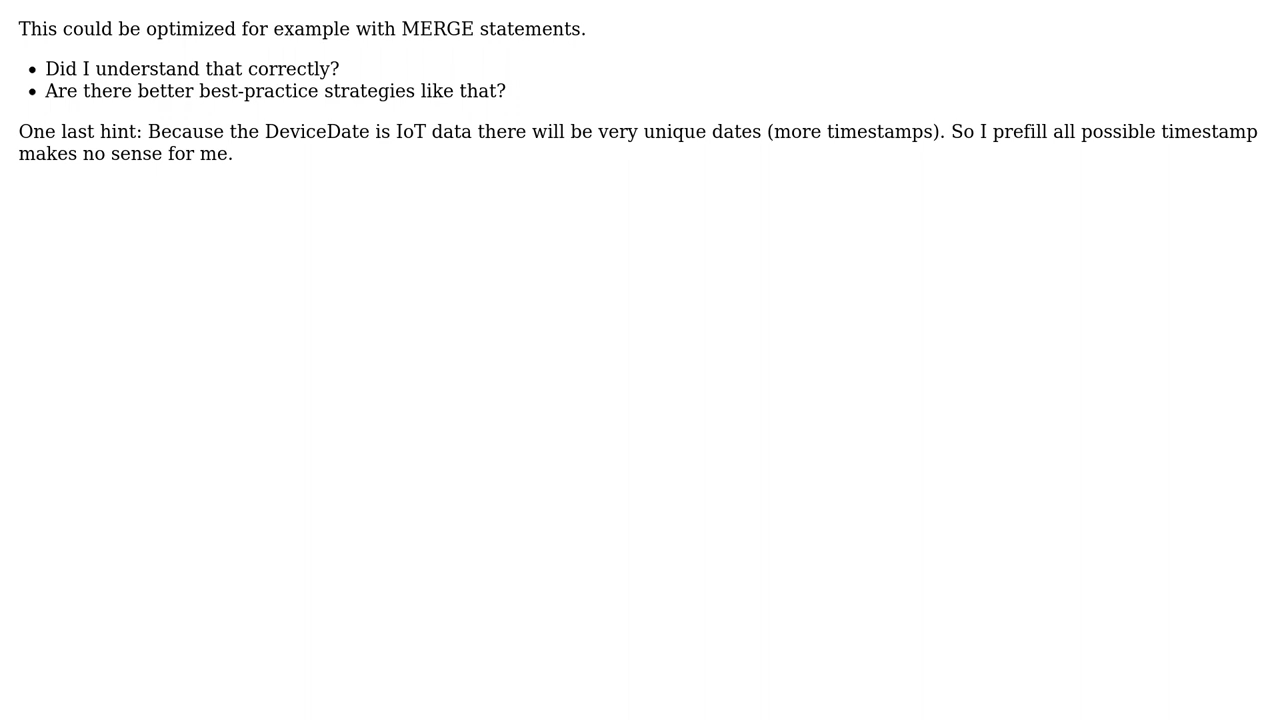 This could be optimized for example with MERGE statements.
• Did I understand that correctly?
• Are there better best-practice strategies like that?
One last hint: Because the DeviceDate is IoT data there will be very unique dates (more timestamps). So I prefill all possible timestamp
makes no sense for me.